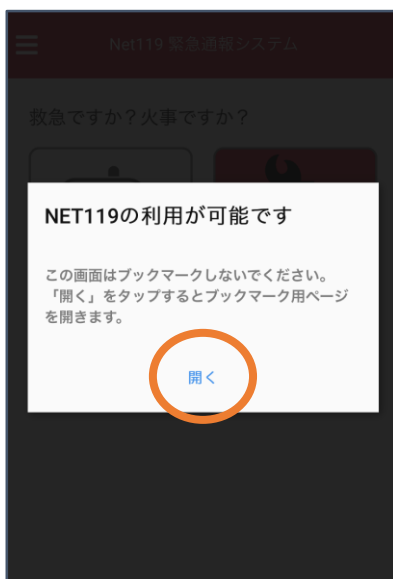 Net119 緊急通報システム
救急ですか？火事ですか？
NET119の利用が可能です
この画面はブックマークしないでください。
「開く」をタップするとブックマーク用ページ
を開きます。
開く